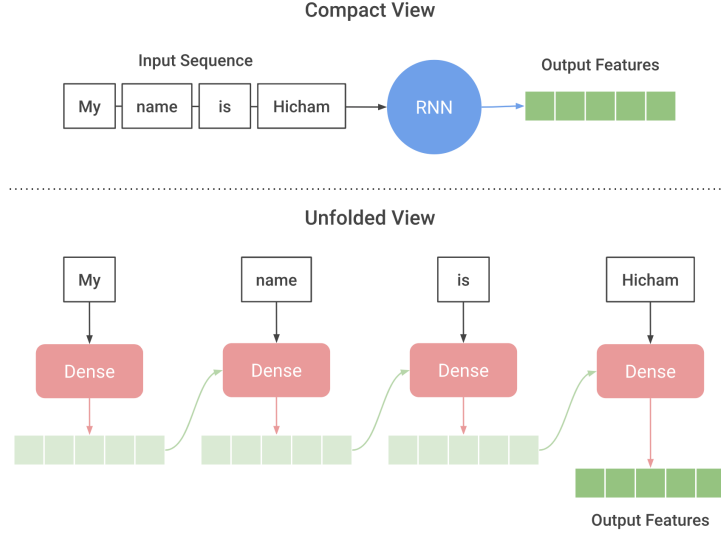 Compact View
Input Sequence
Output Features
My name is Hicham
RNN
Unfolded View
My name is Hicham
Dense Dense Dense Dense
Output Features